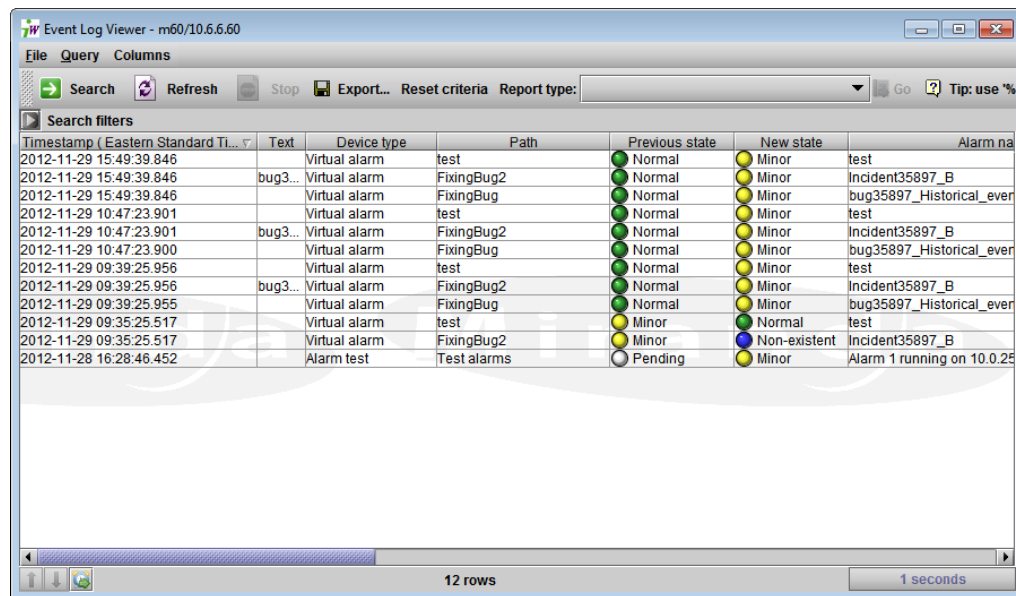 Event Log Viewer - m60/10.6.6.60
File Query Columns
Search Refresh Stop Export... Reset criteria Report type: Go Tip: use '%
Search filters
Timestamp ( Eastern Standard Ti... Text Device type Path Previous state New state Alarm na
2012-11-29 15:49:39.846 Virtual alarm test Normal Minor test
2012-11-29 15:49:39.846 bug3... Virtual alarm FixingBug2 Normal Minor Incident35897_B
2012-11-29 15:49:39.846 Virtual alarm FixingBug Normal Minor bug35897_Historical_even
2012-11-29 10:47:23.901 Virtual alarm test Normal Minor test
2012-11-29 10:47:23.901 bug3... Virtual alarm FixingBug2 Normal Minor Incident35897_B
2012-11-29 10:47:23.900 Virtual alarm FixingBug Normal Minor bug35897_Historical_even
2012-11-29 09:39:25.956 Virtual alarm test Normal Minor test
2012-11-29 09:39:25.956 bug3... Virtual alarm FixingBug2 Normal Minor Incident35897_B
2012-11-29 09:39:25.955 Virtual alarm FixingBug Normal Minor bug35897_Historical_even
2012-11-29 09:35:25.517 Virtual alarm test Minor Normal test
2012-11-29 09:35:25.517 Virtual alarm FixingBug2 Minor Non-existent Incident35897_B
2012-11-28 16:28:46.452 Alarm test Test alarms Pending Minor Alarm 1 running on 10.0.25
12 rows 1 seconds